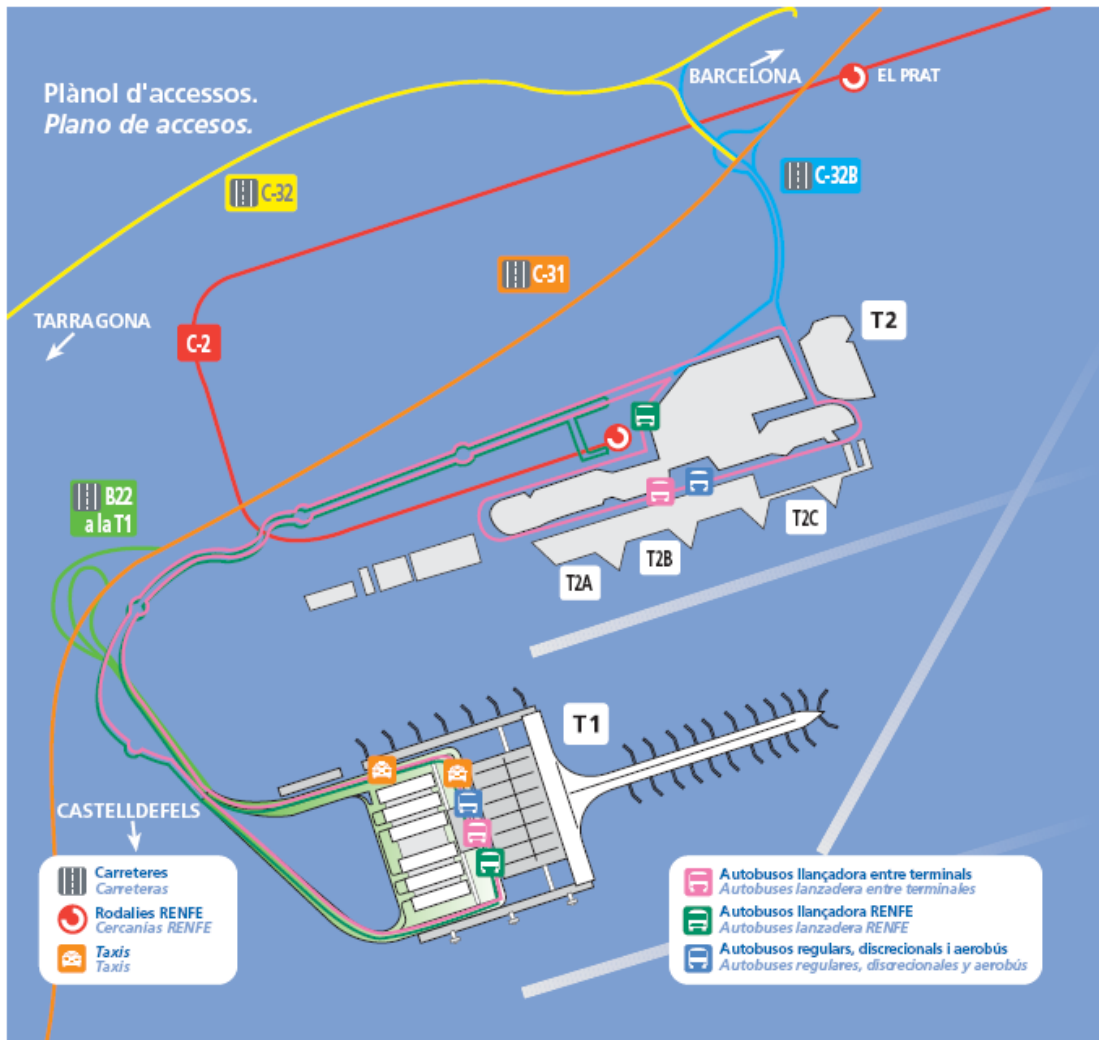 Plànol d'accessos.
Plano de accesos.
BARCELONA
EL PRAT
C-32
C-32B
C-31
TARRAGONA
C-2
T2
B22
a la T1
T2C
T2B
T2A
T1
CASTELLDEFELS
Carreteres
Carreteras
Rodalies RENFE
Cercanías RENFE
Taxis
Taxis
Autobusos llançadora entre terminals
Autobuses lanzadera entre terminales
Autobusos llançadora RENFE
Autobuses lanzadera RENFE
Autobusos regulars, discrecionals i aerobús
Autobuses regulares, discrecionales y aerobús